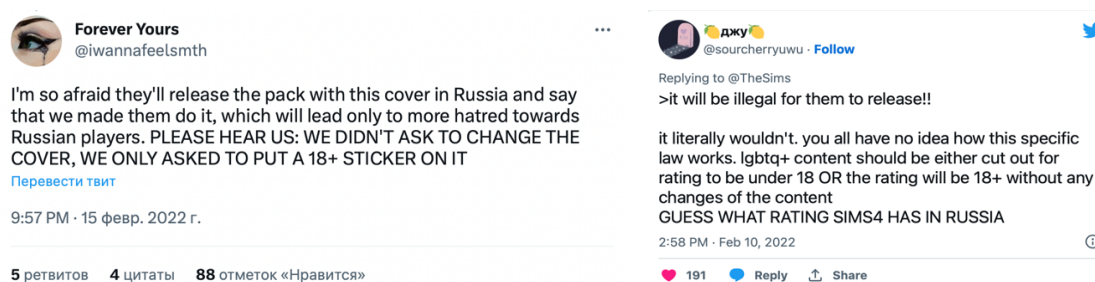 Forever Yours
@iwannafeelsmth
I'm so afraid they'll release the pack with this cover in Russia and say
that we made them do it, which will lead only to more hatred towards
Russian players. PLEASE HEAR US: WE DIDN'T ASK TO CHANGE THE
COVER, WE ONLY ASKED TO PUT A 18+ STICKER ON IT
Перевести твит
9:57 PM · 15 февр. 2022 г.
5 ретвитов 4 цитаты 88 отметок «Нравится»
🍋джу🍋
@sourcherryuwu · Follow
Replying to @TheSims
>it will be illegal for them to release!!
it literally wouldn't. you all have no idea how this specific
law works. lgbtq+ content should be either cut out for
rating to be under 18 OR the rating will be 18+ without any
changes of the content
GUESS WHAT RATING SIMS4 HAS IN RUSSIA
2:58 PM · Feb 10, 2022
191 Reply Share